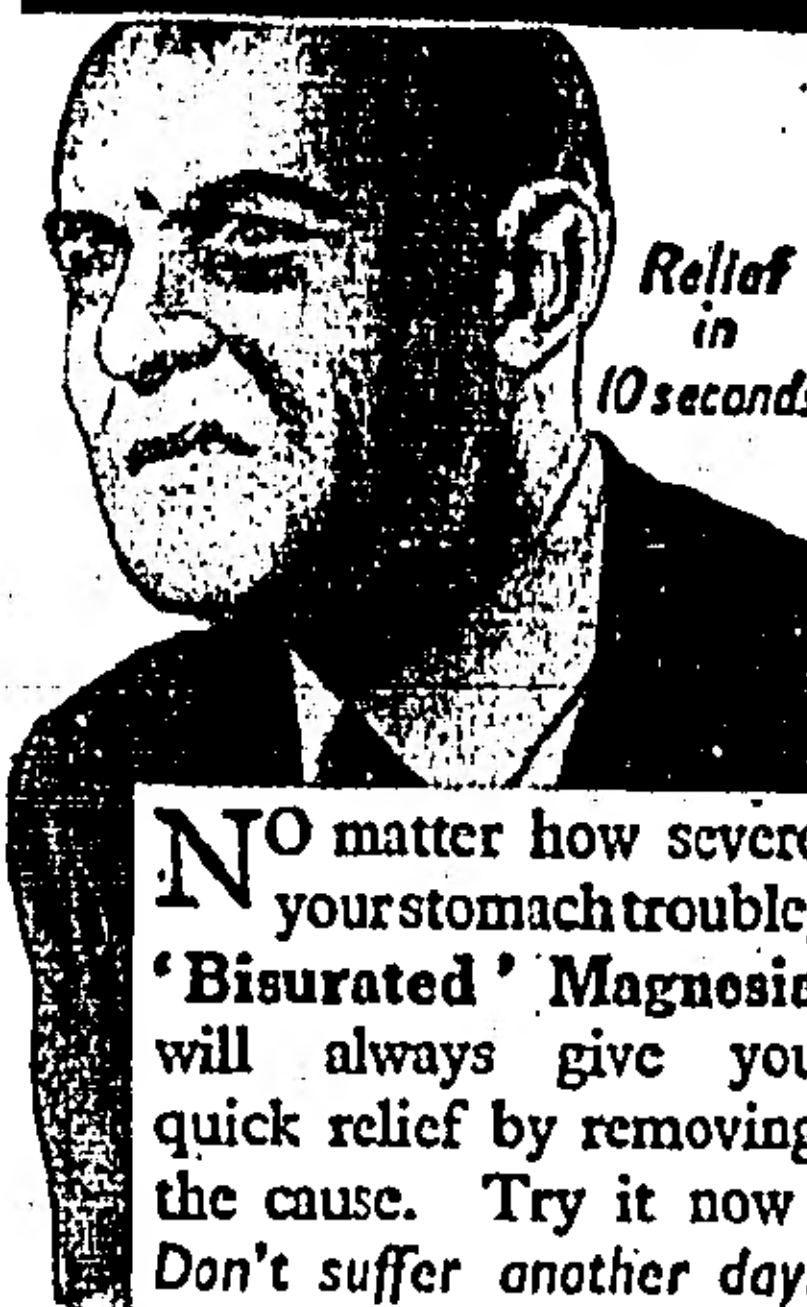 Relief
in
10 seconds
NO matter how severe
your stomach trouble,
‘Bisurated’ Magnesia
will always give you
quick relief by removing
the cause. Try it now
Don't suffer another day,